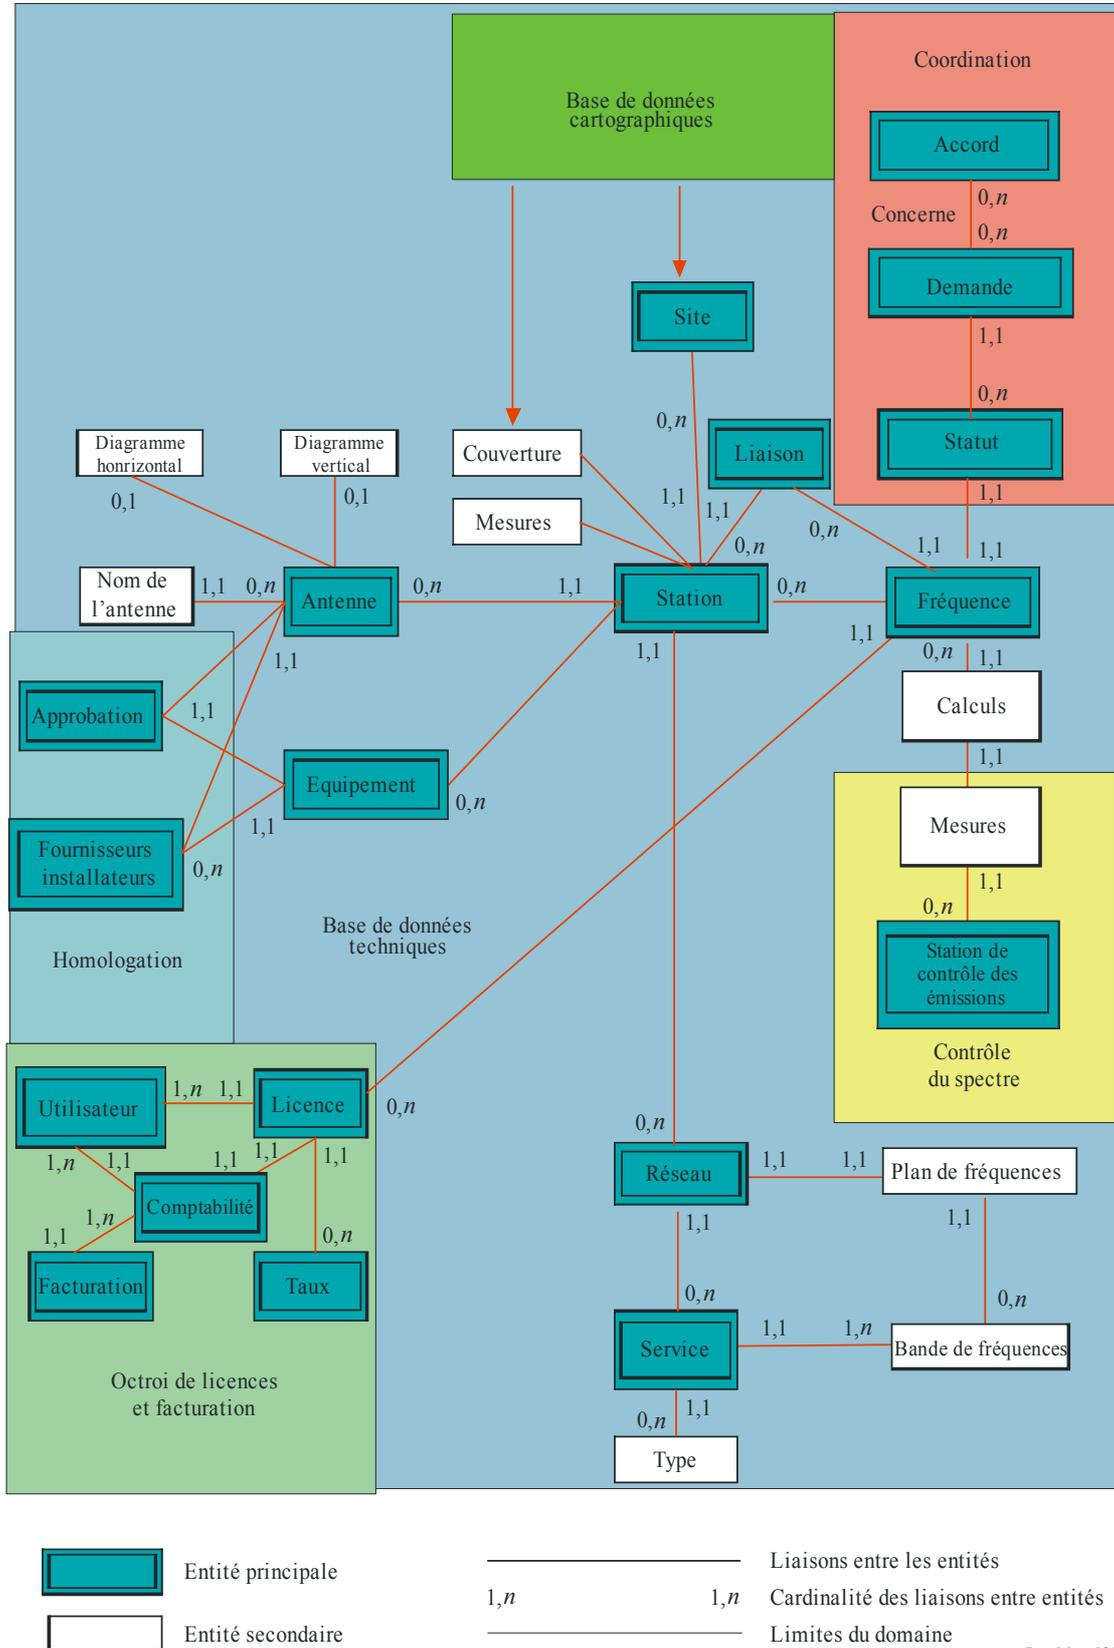 Coordination
Base de données
cartographiques
Accord
0,n
Concerne
0,n
Demande
1,1
Site
0,n
0,n
Statut
Diagramme
honrizontal
Diagramme
vertical
Couverture
Liaison
0,1
0,1
1,1
1,1
1,1
Mesures
0,n
0,n
1,1
1,1
Nom de
l’antenne
1,1
0,n
Antenne
0,n
1,1
Station
0,n
Fréquence
1,1
1,1
1,1
0,n
1,1
Approbation
1,1
Calculs
1,1
Equipement
0,n
Mesures
1,1
Fournisseurs
installateurs
0,n
1,1
0,n
Base de données
techniques
Homologation
Station de
contrôle des
émissions
Contrôle
du spectre
Utilisateur
1,n
1,1
Licence
0,n
0,n
1,n
1,1
1,1
1,1
1,1
Réseau
1,1
1,1
Plan de fréquences
Comptabilité
1,n
1,1
0,n
1,1
1,1
Facturation
Taux
0,n
0,n
Service
1,1
1,n
Bande de fréquences
Octroi de licences
et facturation
0,n
1,1
Type
Entité principale
Liaisons entre les entités
1,n
1,n
Cardinalité des liaisons entre entités
Entité secondaire
Limites du domaine